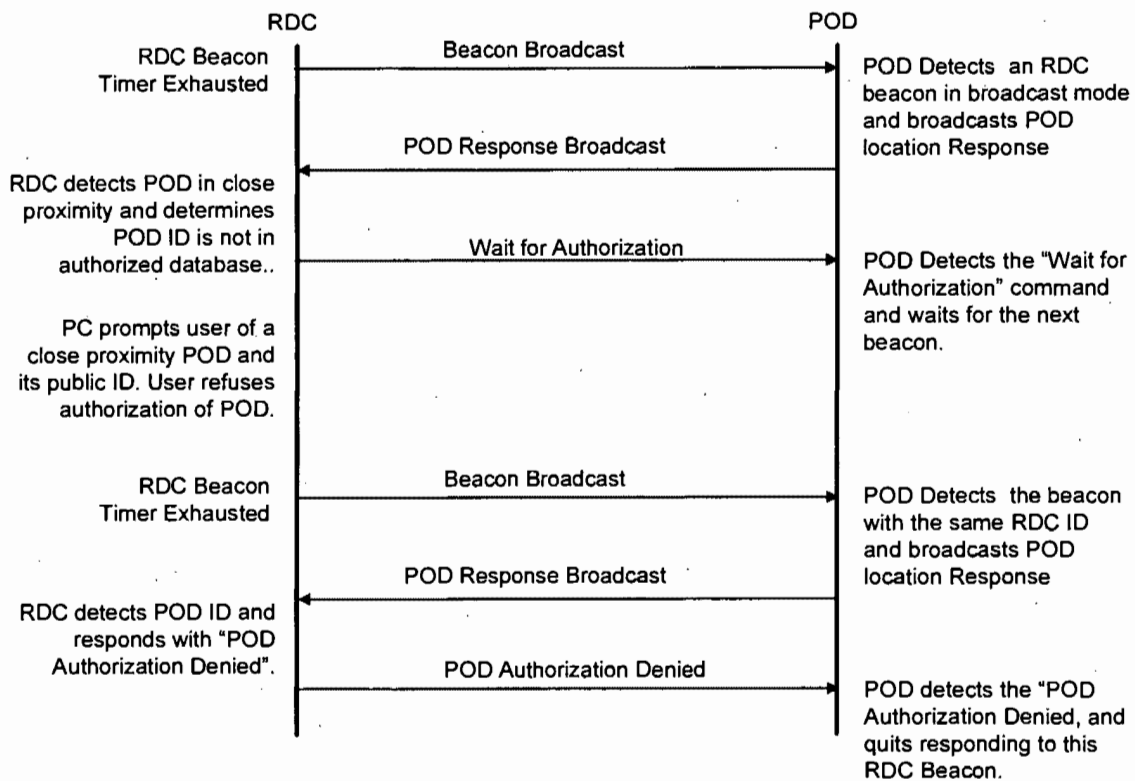 RDC
POD
RDC Beacon
Timer Exhausted
Beacon Broadcast
POD Detects an RDC
beacon in broadcast mode
and broadcasts POD
location Response
POD Response Broadcast
RDC detects POD in close
proximity and determines
POD ID is not in
authorized database..
Wait for Authorization
POD Detects the "Wait for
Authorization" command
and waits for the next
beacon.
PC prompts user of a
close proximity POD and
its public ID. User refuses
authorization of POD.
RDC Beacon
Timer Exhausted
Beacon Broadcast
POD Detects the beacon
with the same RDC ID
and broadcasts POD
location Response
POD Response Broadcast
RDC detects POD ID and
responds with "POD
Authorization Denied".
POD Authorization Denied
POD detects the "POD
Authorization Denied, and
quits responding to this
RDC Beacon.